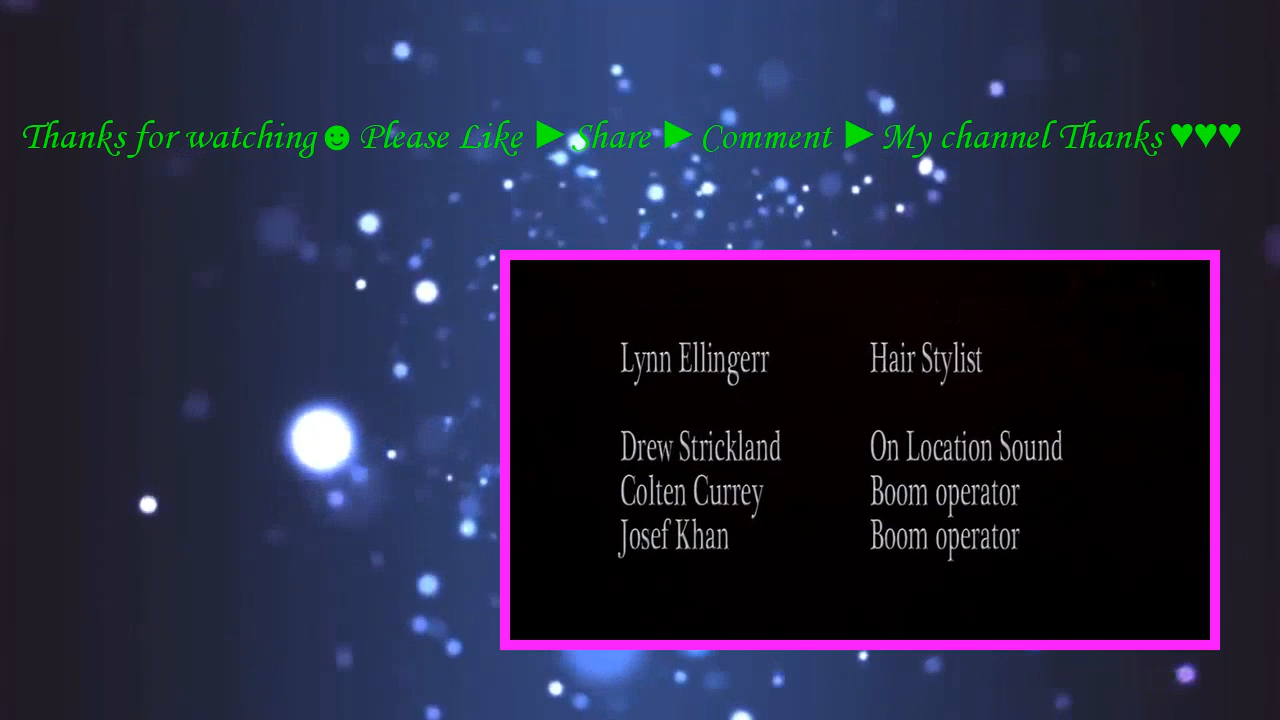 Thanks for watching☻ Please Like ► Share ► Comment ► My channel Thanks ♥♥♥
Lynn Ellingerr Hair Stylist
Drew Strickland On Location Sound
Colten Currey Boom operator
Josef Khan Boom operator